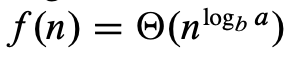 f(n) = Θ(n^{log_b a})